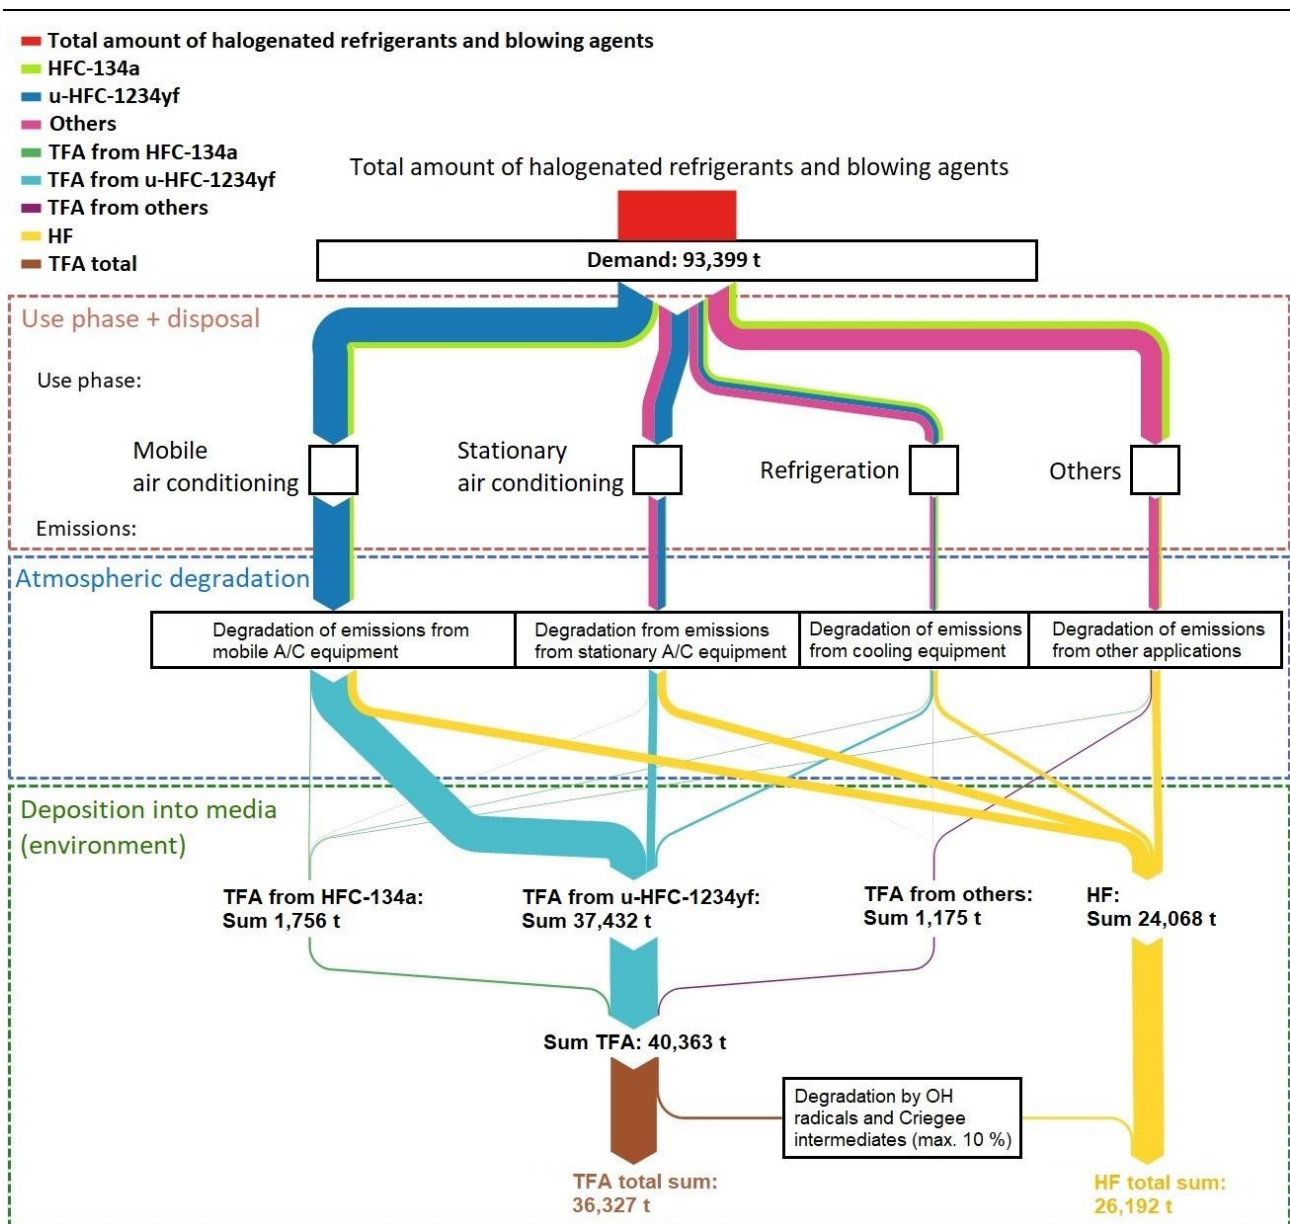 Total amount of halogenated refrigerants and blowing agents
HFC-134a
u-HFC-1234yf
Others
TFA from HFC-134a
TFA from u-HFC-1234yf
TFA from others
HF
TFA total
Total amount of halogenated refrigerants and blowing agents
Demand: 93,399 t
Use phase + disposal
Use phase:
Mobile
air conditioning
Stationary
air conditioning
Refrigeration
Others
Emissions:
Atmospheric degradation
Degradation of emissions from
mobile A/C equipment
Degradation from emissions
from stationary A/C equipment
Degradation of emissions
from cooling equipment
Degradation of emissions
from other applications
Deposition into media
(environment)
TFA from HFC-134a:
Sum 1,756 t
TFA from u-HFC-1234yf:
Sum 37,432 t
TFA from others:
Sum 1,175 t
HF:
Sum 24,068 t
Sum TFA: 40,363 t
Degradation by OH
radicals and Criegee
intermediates (max. 10 %)
TFA total sum:
36,327 t
HF total sum:
26,192 t